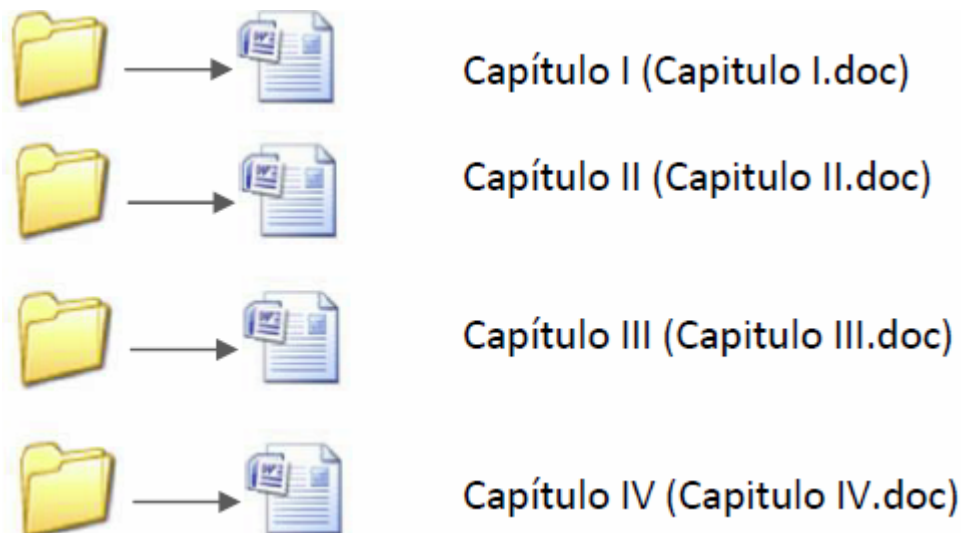 Capítulo I (Capitulo I.doc)
Capítulo II (Capitulo II.doc)
Capítulo III (Capitulo III.doc)
Capítulo IV (Capitulo IV.doc)